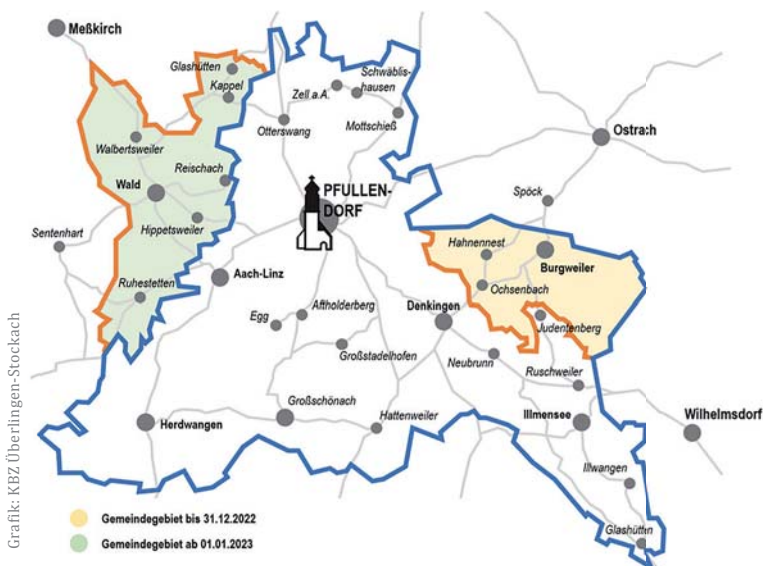 Meßkirch
Glashütten
Kappel
Schwäblis-
hausen
Zell a.A.
Mottschieß
Otterswang
Ostrach
Walbertsweiler
Reischach
Wald
PFULLEN-
DORF
Spöck
Hippetsweiler
Sentenhart
Hahnennest
Burgweiler
Aach-Linz
Ruhestetten
Ochsenbach
Affholderberg
Egg
Denkingen
Judentenberg
Großstadelhofen
Neubrunn
Ruschweiler
Großschönach
Herdwangen
Hattenweiler
Illmensee
Wilhelmsdorf
Illwangen
Glashütten
Gemeindegebiet bis 31.12.2022
Gemeindegebiet ab 01.01.2023
Grafik: KBZ Überlingen-Stockach